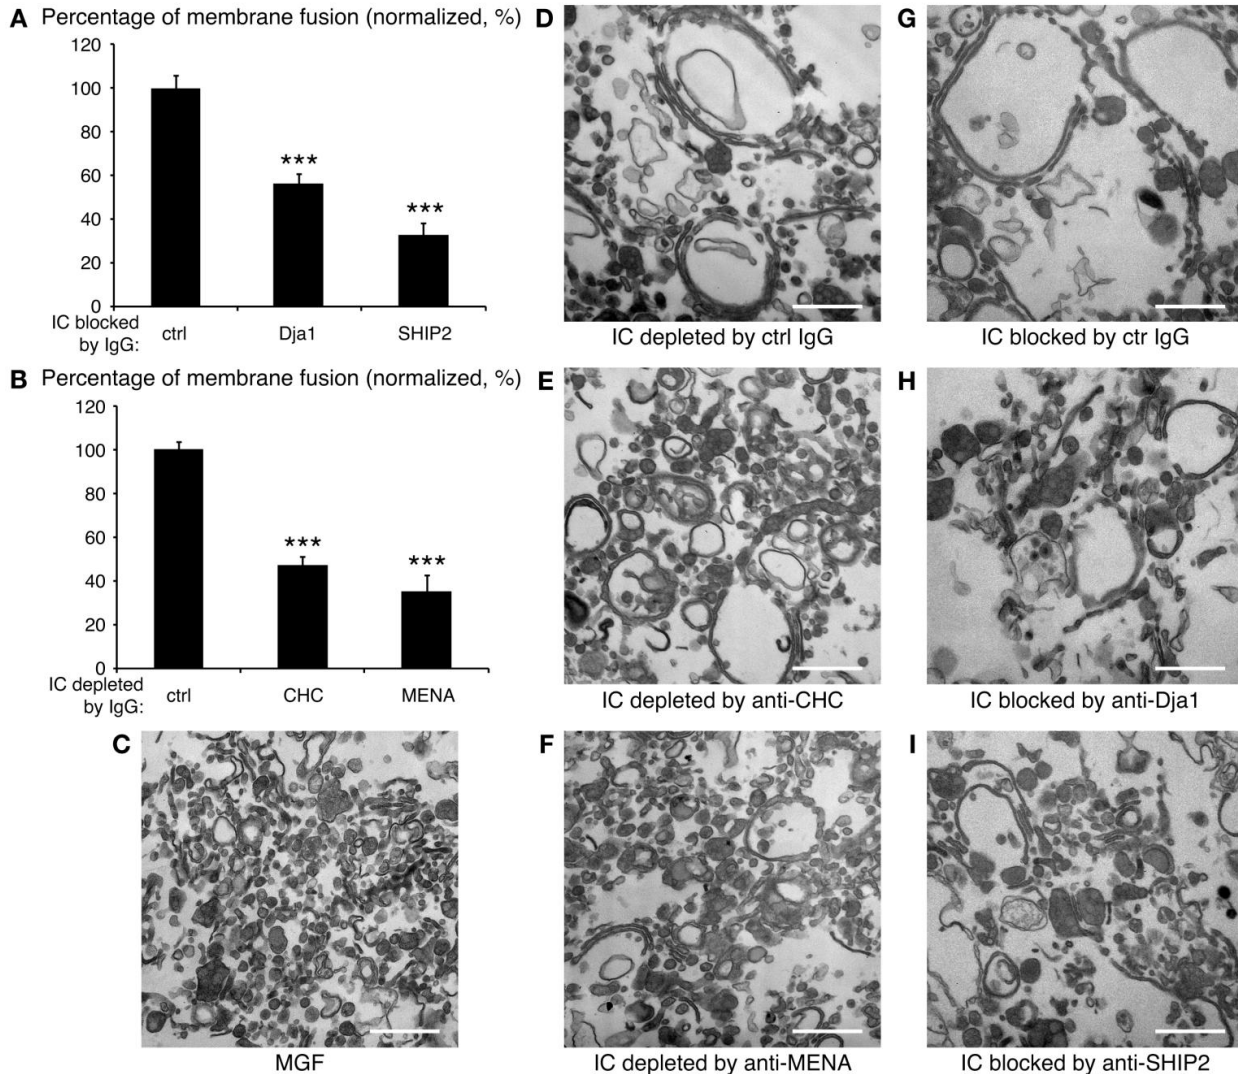 A Percentage of membrane fusion (normalized, %)
120
100
80
60
40
20
0
***
***
IC blocked
by IgG:
ctrl
Dja1
SHIP2
B Percentage of membrane fusion (normalized, %)
120
100
80
60
40
20
0
***
***
IC depleted
by IgG:
ctrl
CHC
MENA
C
MGF
D
IC depleted by ctrl IgG
E
IC depleted by anti-CHC
F
IC depleted by anti-MENA
G
IC blocked by ctr IgG
H
IC blocked by anti-Dja1
I
IC blocked by anti-SHIP2